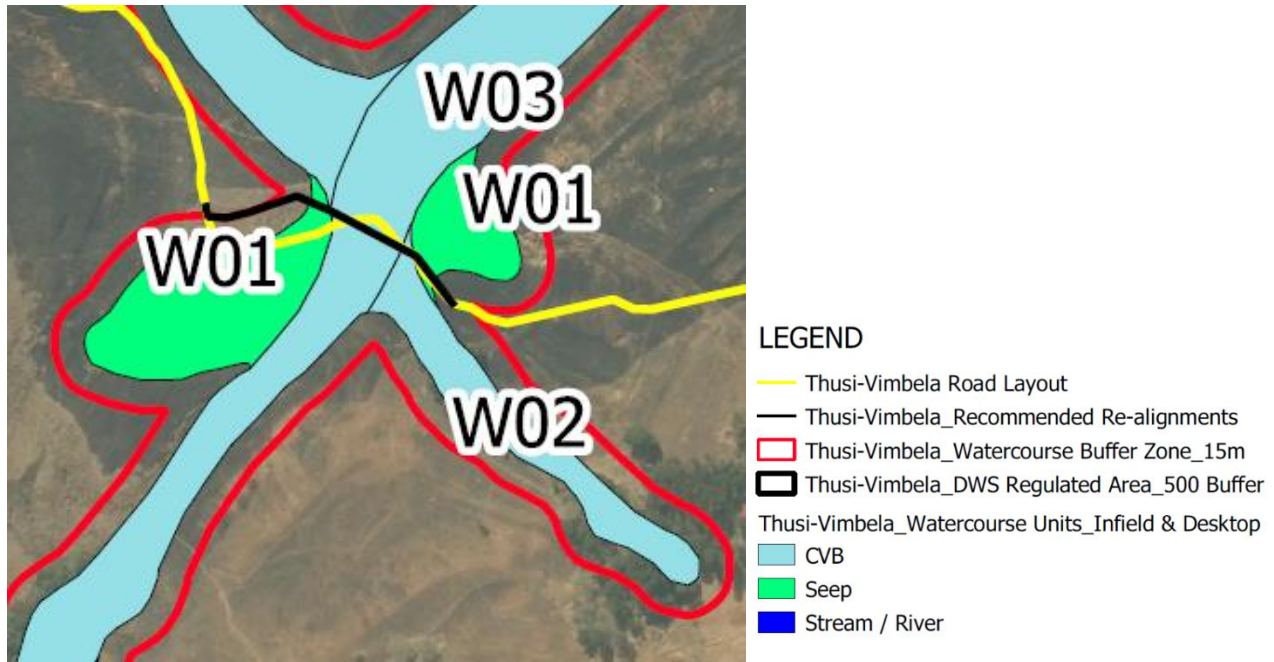 W03
W01
W01
W02
LEGEND
Thusi-Vimbela Road Layout
Thusi-Vimbela_Recommended Re-alignments
Thusi-Vimbela_Watercourse Buffer Zone_15m
Thusi-Vimbela_DWS Regulated Area_500 Buffer
Thusi-Vimbela_Watercourse Units_Infield & Desktop
CVB
Seep
Stream / River